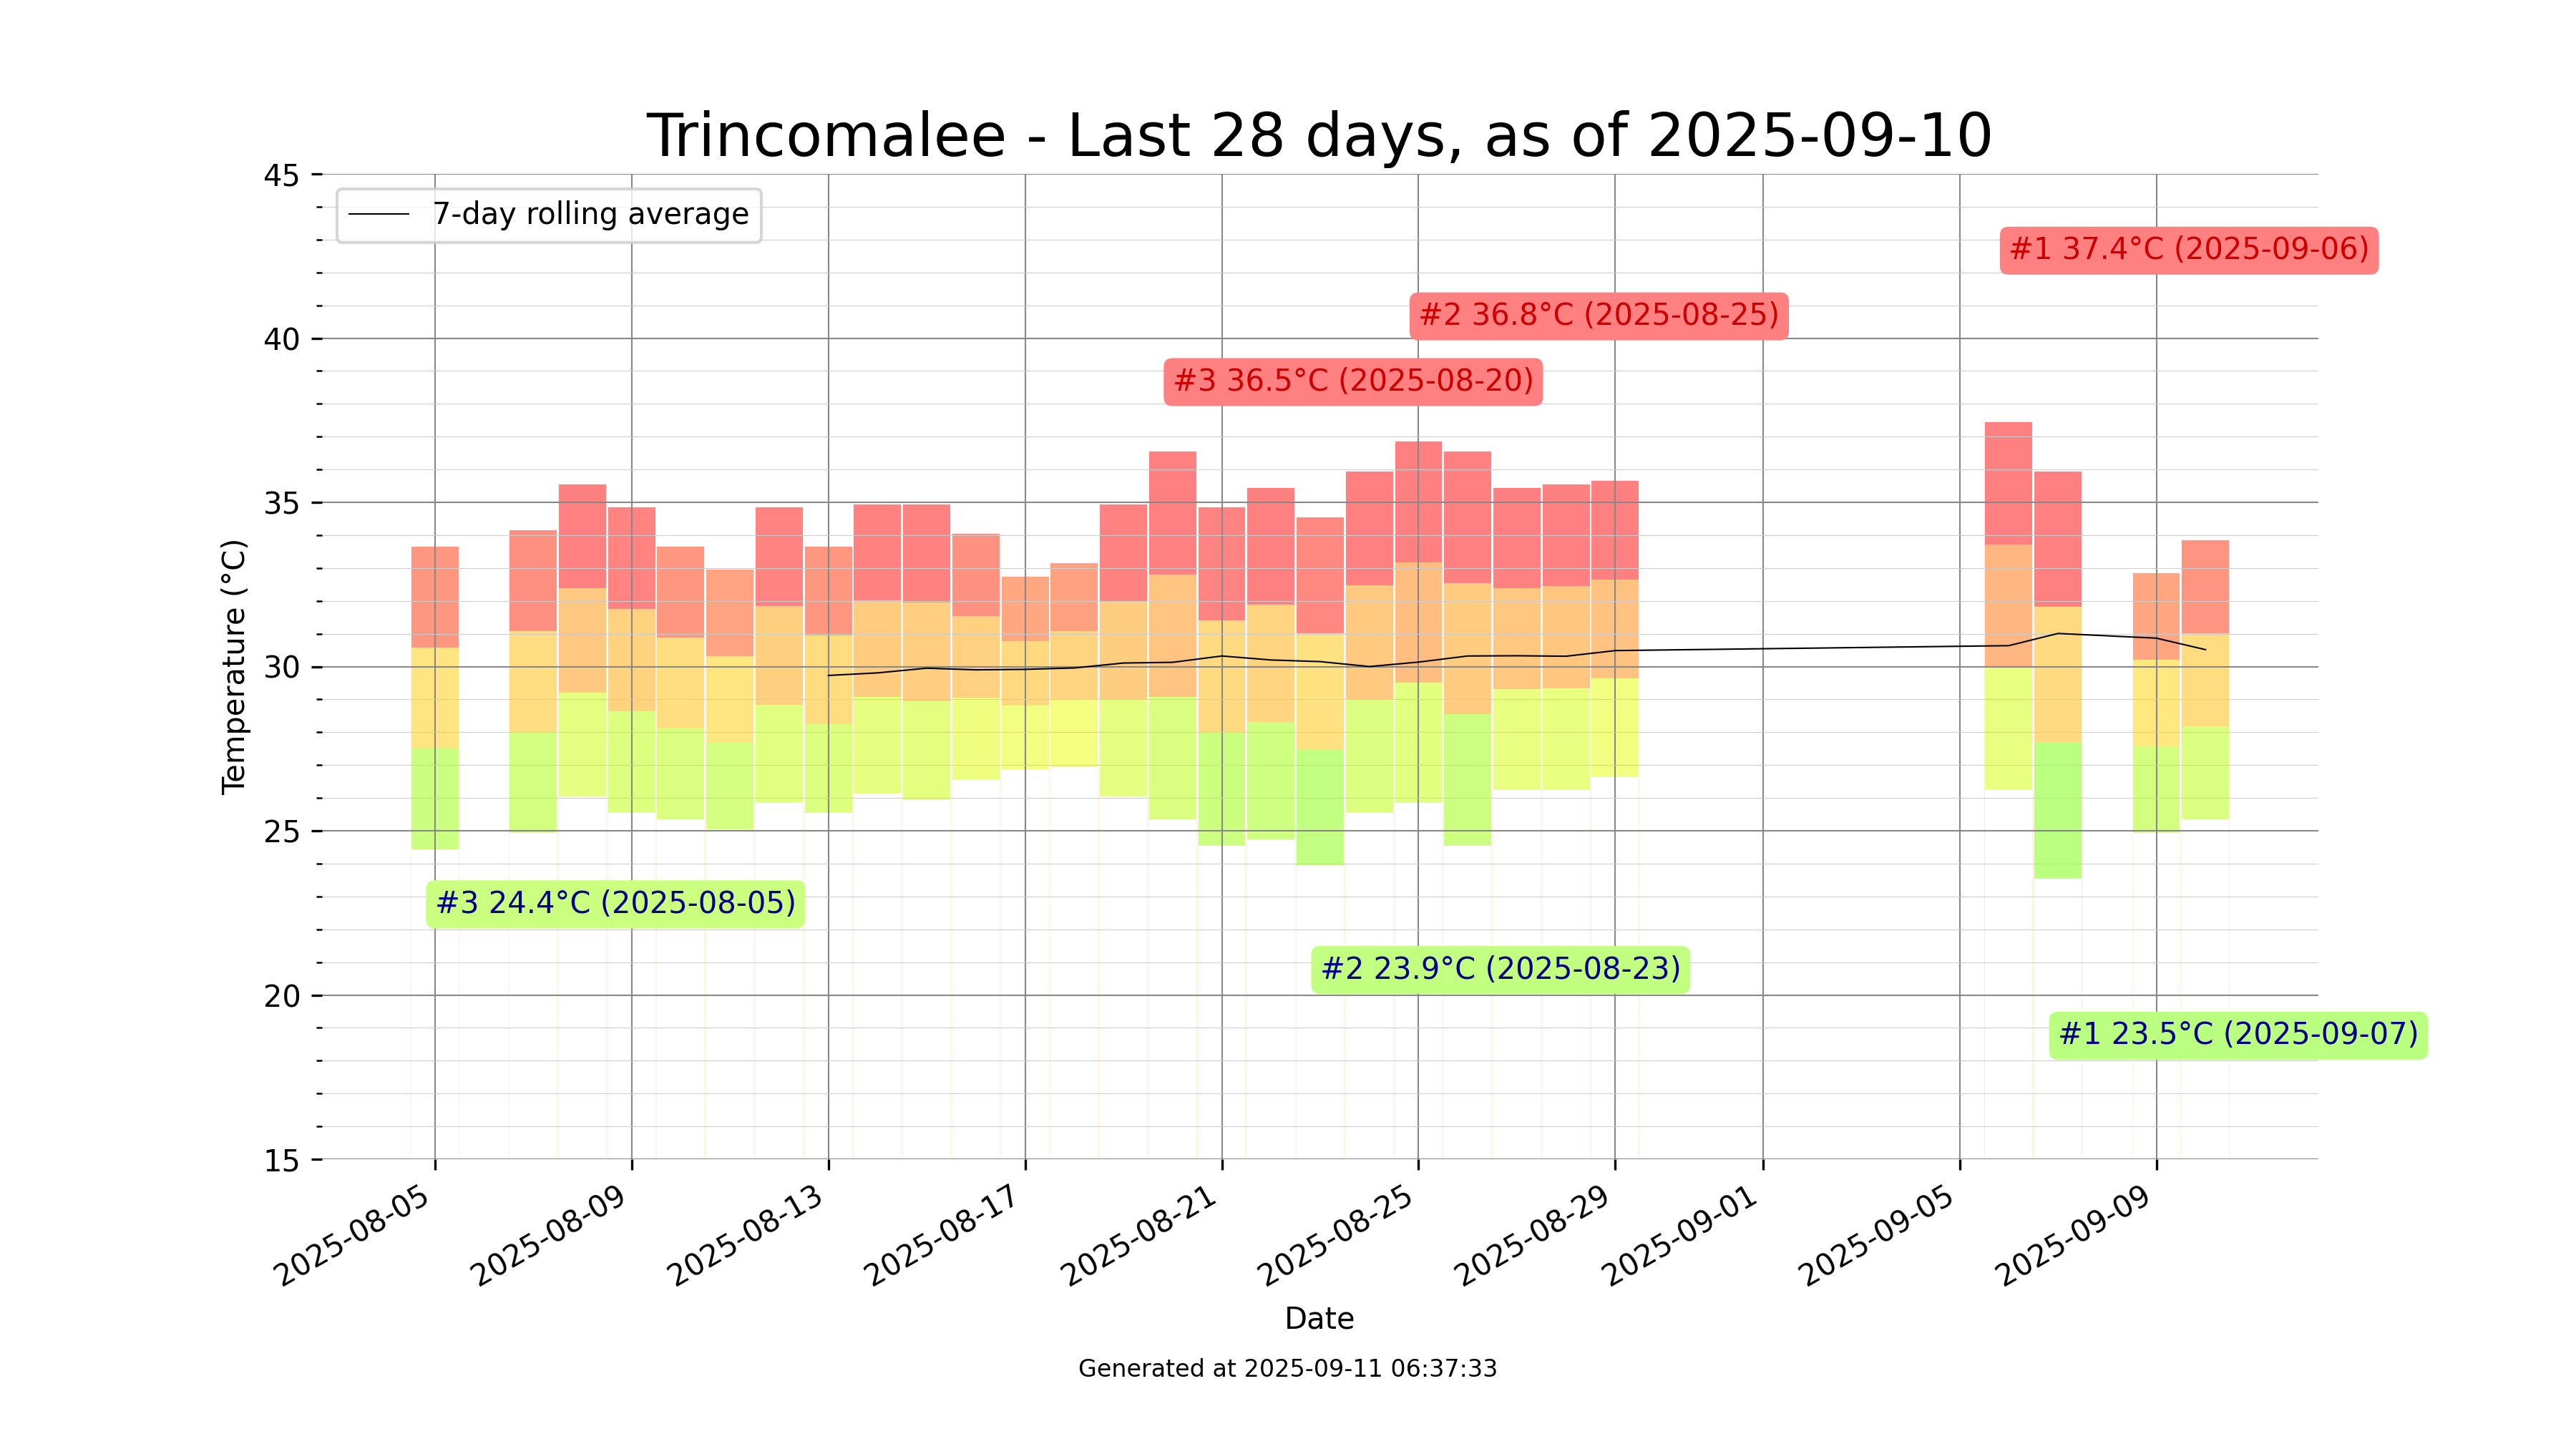 Trincomalee - Last 28 days, as of 2025-09-10
45
7-day rolling average
#1 37.4°C (2025-09-06)
#2 36.8°C (2025-08-25)
40
#3 36.5°C (2025-08-20)
35
30
Temperature (°C)
25
#3 24.4°C (2025-08-05)
#2 23.9°C (2025-08-23)
20
#1 23.5°C (2025-09-07)
15
2025-08-05
2025-08-09
2025-08-13
2025-08-17
2025-08-21
2025-08-25
2025-08-29
2025-09-01
2025-09-05
2025-09-09
Date
Generated at 2025-09-11 06:37:33